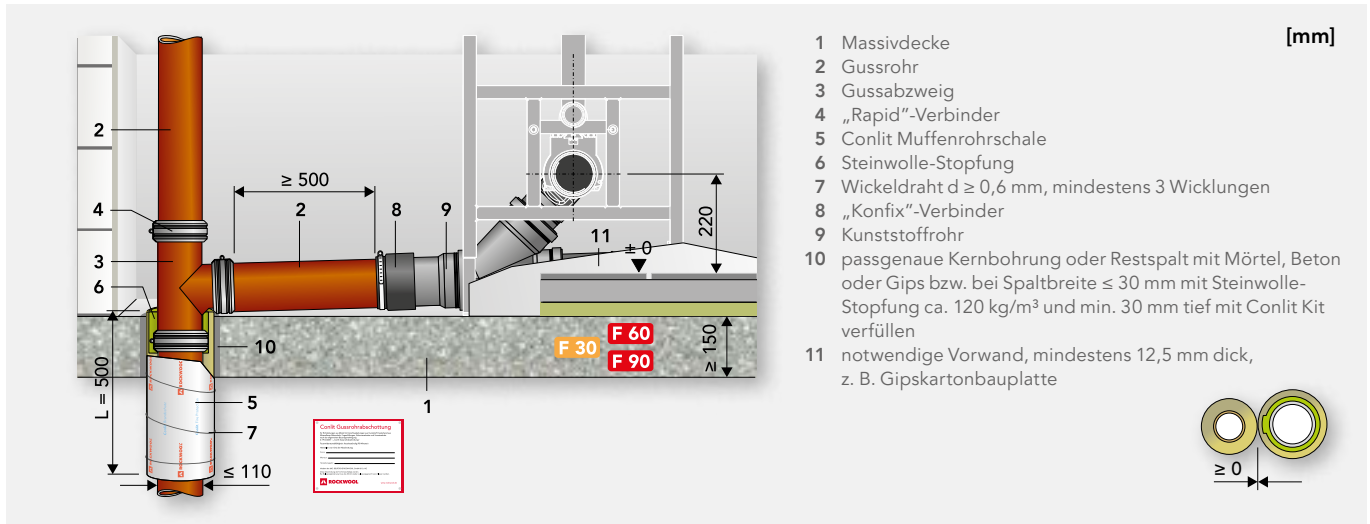 [mm]
1 Massivdecke
2 Gussrohr
3 Gussabzweig
4 „Rapid"-Verbinder
5 Conlit Muffenrohrschale
6 Steinwolle-Stopfung
7 Wickeldraht d ≥ 0,6 mm, mindestens 3 Wicklungen
8 „Konfix"-Verbinder
9 Kunststoffrohr
10 passgenaue Kernbohrung oder Restspalt mit Mörtel, Beton
oder Gips bzw. bei Spaltbreite ≤ 30 mm mit Steinwolle-
Stopfung ca. 120 kg/m³ und min. 30 mm tief mit Conlit Kit
verfüllen
11 notwendige Vorwand, mindestens 12,5 mm dick,
z. B. Gipskartonbauplatte
2
≥ 500
4
2
8
9
11
± 0
220
3
6
10
F 30
F 60
F 90
≥ 150
L = 500
5
1
7
≤ 110
Conlit Gussrohrabschottung
ROCKWOOL
≥ 0